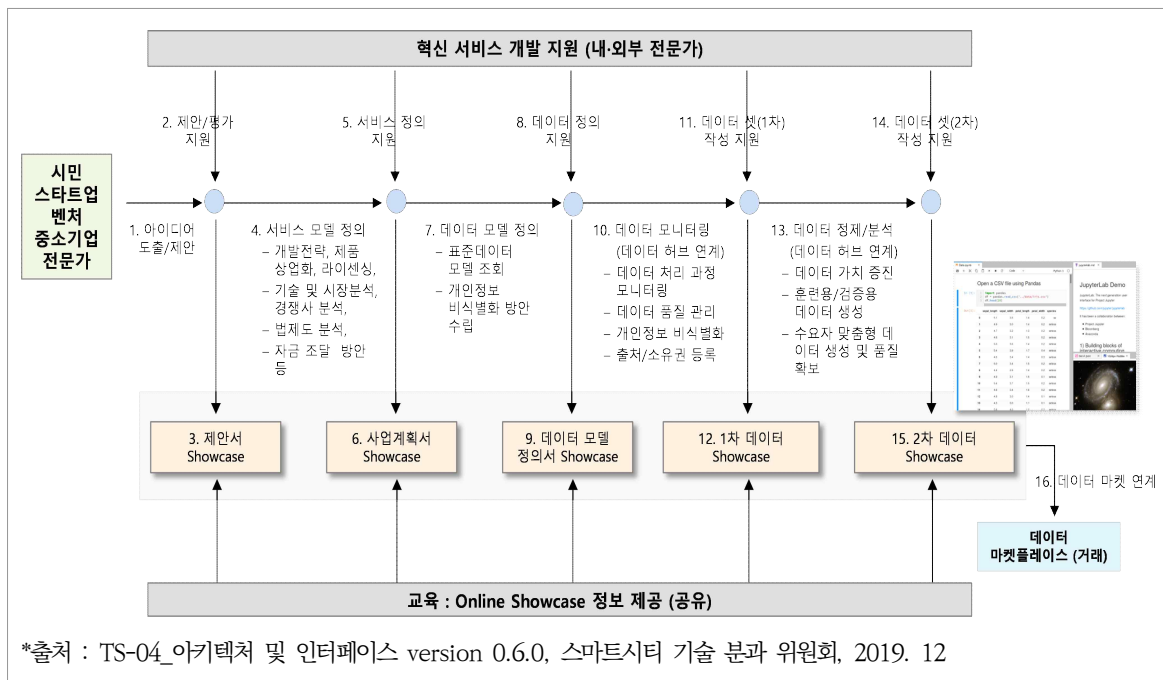 혁신 서비스 개발 지원 (내·외부 전문가)
2. 제안/평가
지원
5. 서비스 정의
지원
8. 데이터 정의
지원
11. 데이터 셋(1차)
작성 지원
14. 데이터 셋(2차)
작성 지원
시민
스타트업
벤처
중소기업
전문가
1. 아이디어
도출/제안
4. 서비스 모델 정의
– 개발전략, 제품
상업화, 라이센싱,
– 기술 및 시장분석,
경쟁사 분석,
– 법제도 분석,
– 자금 조달 방안
등
7. 데이터 모델 정의
– 표준데이터
모델 조회
– 개인정보
비식별화 방안
수립
10. 데이터 모니터링
(데이터 허브 연계)
– 데이터 처리 과정
모니터링
– 데이터 품질 관리
– 개인정보 비식별화
– 출처/소유권 등록
13. 데이터 정제/분석
(데이터 허브 연계)
– 데이터 가치 증진
– 훈련용/검증용
데이터 생성
– 수요자 맞춤형 데
이터 생성 및 품질
확보
Open a CSV file using Pandas
JupyterLab Demo
3. 제안서
Showcase
6. 사업계획서
Showcase
9. 데이터 모델
정의서 Showcase
12. 1차 데이터
Showcase
15. 2차 데이터
Showcase
16. 데이터 마켓 연계
데이터
마켓플레이스 (거래)
교육 : Online Showcase 정보 제공 (공유)
*출처 : TS-04_아키텍처 및 인터페이스 version 0.6.0, 스마트시티 기술 분과 위원회, 2019. 12